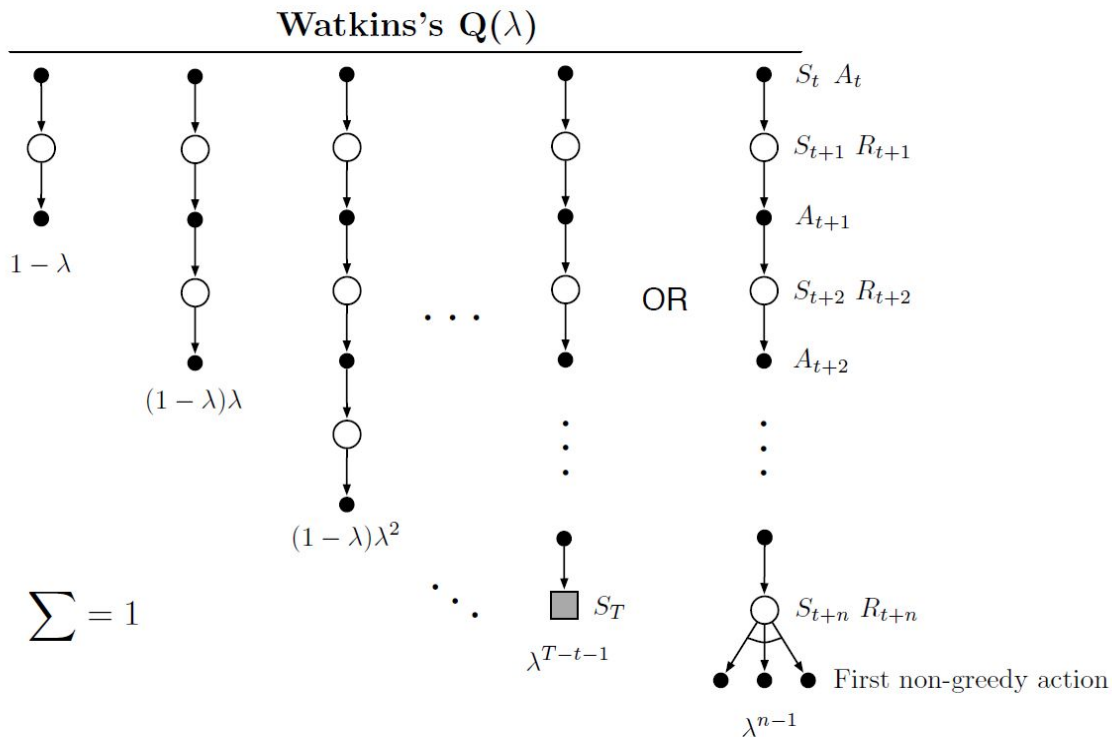 Watkins's Q(λ)
S_t A_t
S_{t+1} R_{t+1}
A_{t+1}
1 − λ
S_{t+2} R_{t+2}
. . .
OR
A_{t+2}
(1 − λ)λ
(1 − λ)λ^2
∑ = 1
S_T
S_{t+n} R_{t+n}
λ^{T−t−1}
First non-greedy action
λ^{n−1}